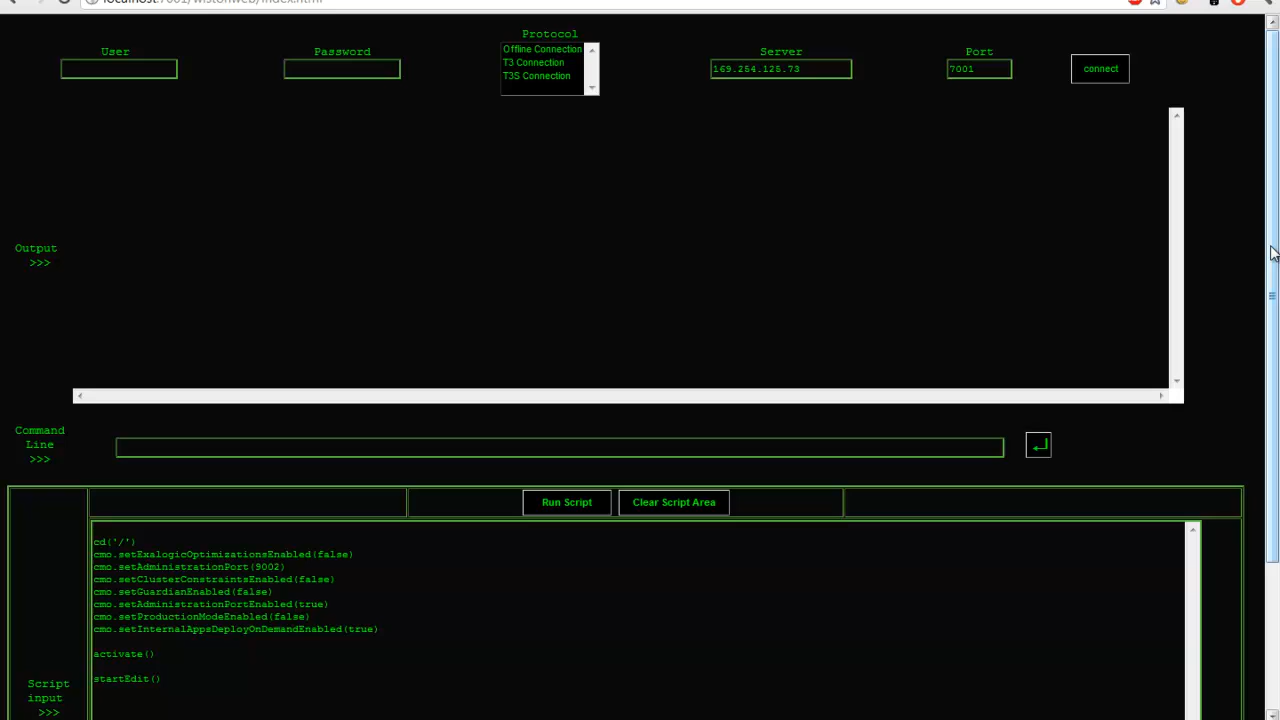 localhost:7001/wlstonweb/index.html
User
Password
Protocol
Server
Port
Offline Connection
T3 Connection
T3S Connection
169.254.125.73
7001
connect
Output
>>>
Command
Line
>>>
Run Script
Clear Script Area
Script
input
>>>
cd('/')
cmo.setExalogicOptimizationsEnabled(false)
cmo.setAdministrationPort(9002)
cmo.setClusterConstraintsEnabled(false)
cmo.setGuardianEnabled(false)
cmo.setAdministrationPortEnabled(true)
cmo.setProductionModeEnabled(false)
cmo.setInternalAppsDeployOnDemandEnabled(true)
activate()
startEdit()